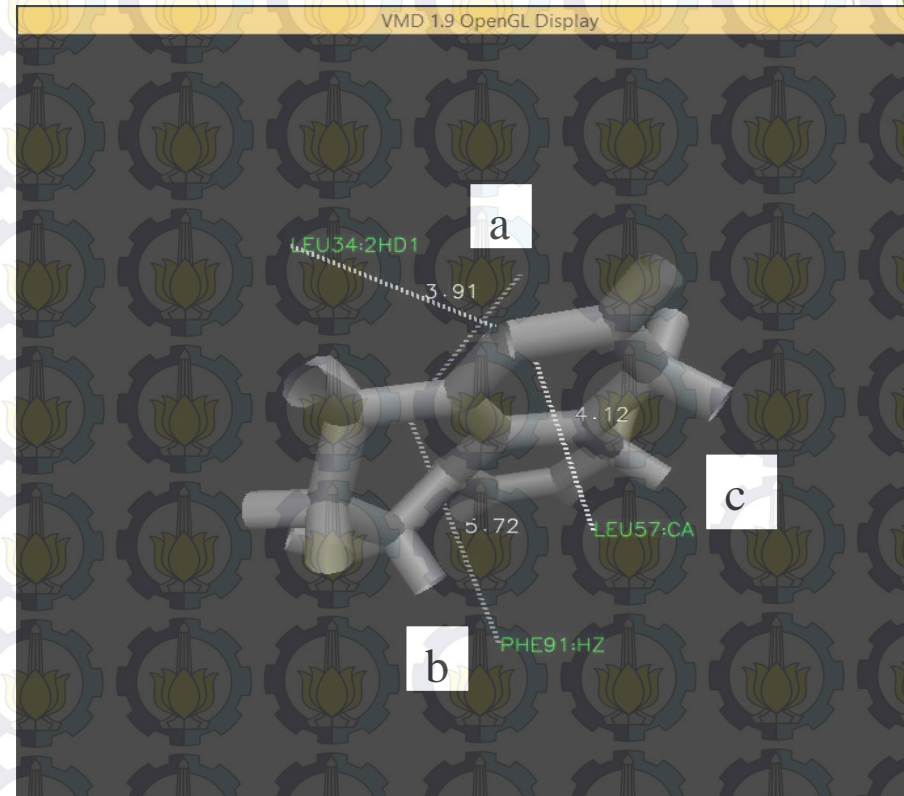 VMD 1.9 OpenGL Display
a
LEU34:2HD1
3.91
4.12
c
5.72
LEU57:CA
b
PHE91:HZ